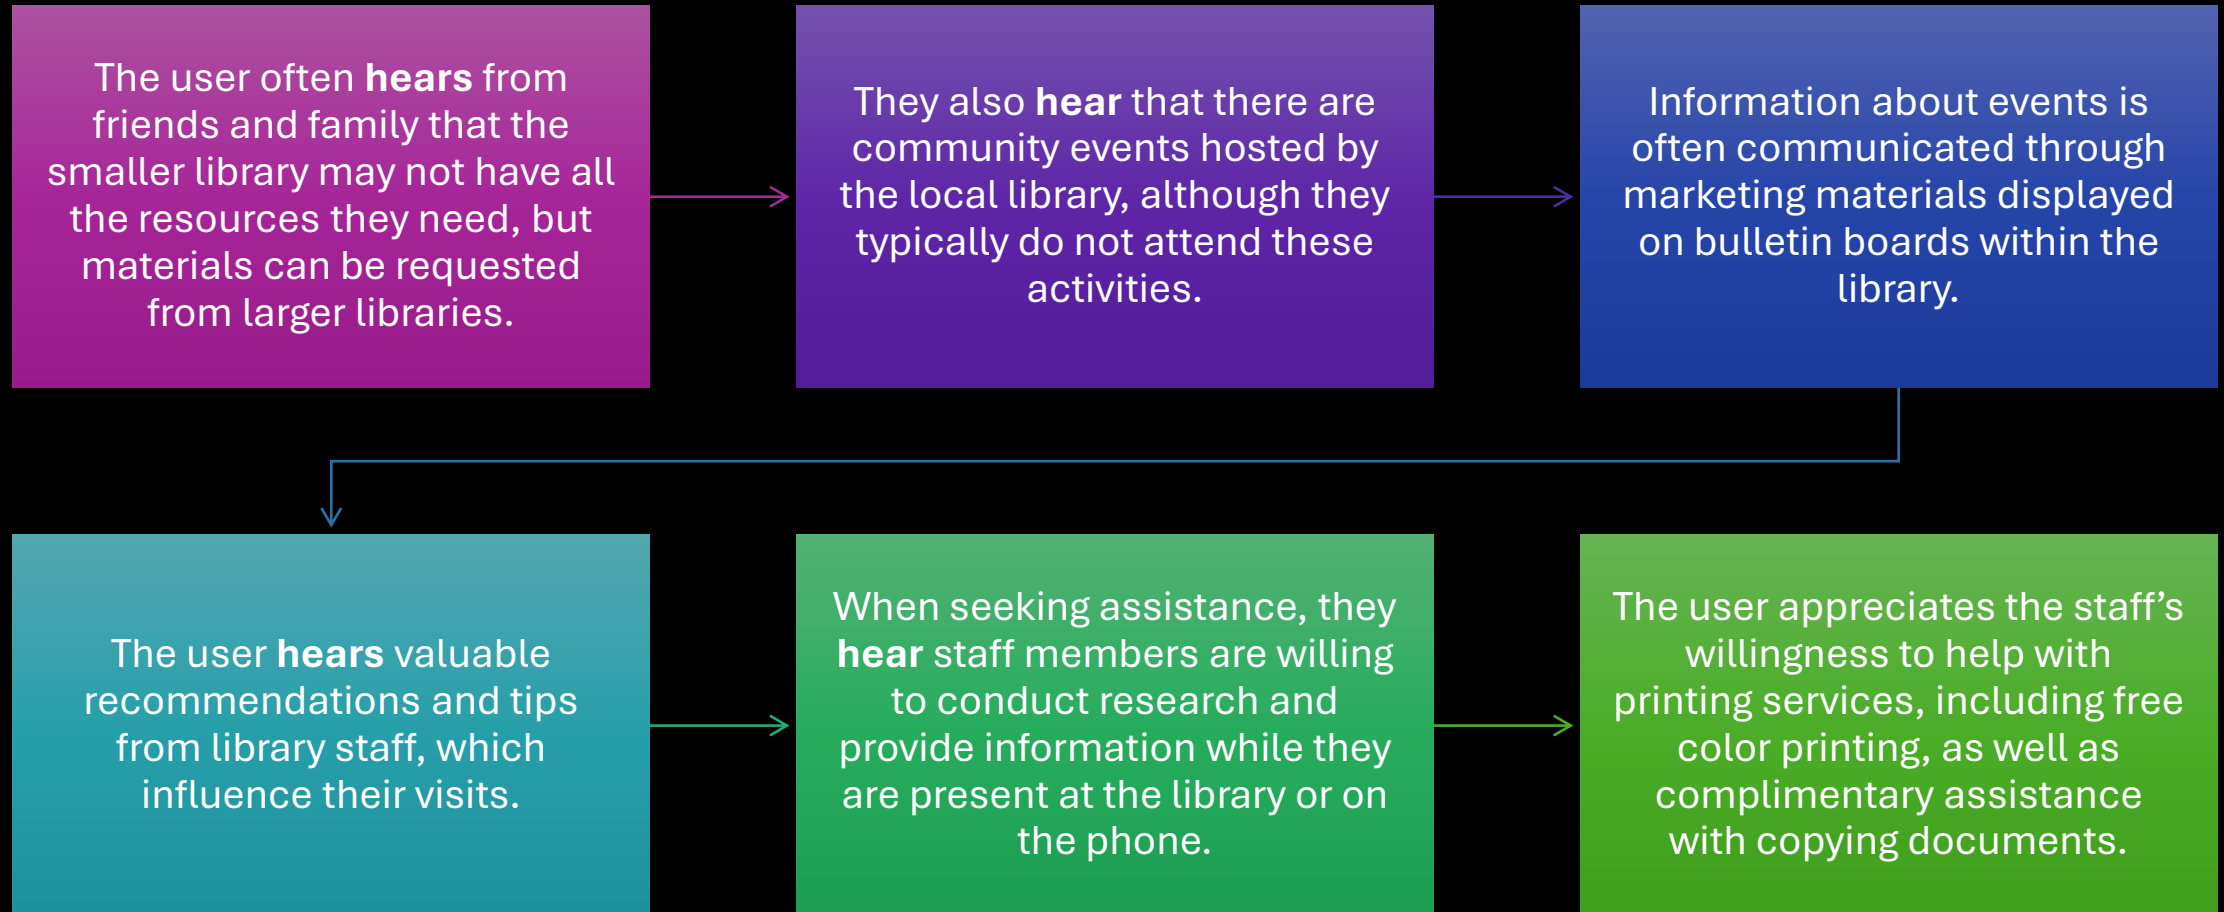 The user often hears from
friends and family that the
smaller library may not have all
the resources they need, but
materials can be requested
from larger libraries.
They also hear that there are
community events hosted by
the local library, although they
typically do not attend these
activities.
Information about events is
often communicated through
marketing materials displayed
on bulletin boards within the
library.
The user hears valuable
recommendations and tips
from library staff, which
influence their visits.
When seeking assistance, they
hear staff members are willing
to conduct research and
provide information while they
are present at the library or on
the phone.
The user appreciates the staff’s
willingness to help with
printing services, including free
color printing, as well as
complimentary assistance
with copying documents.